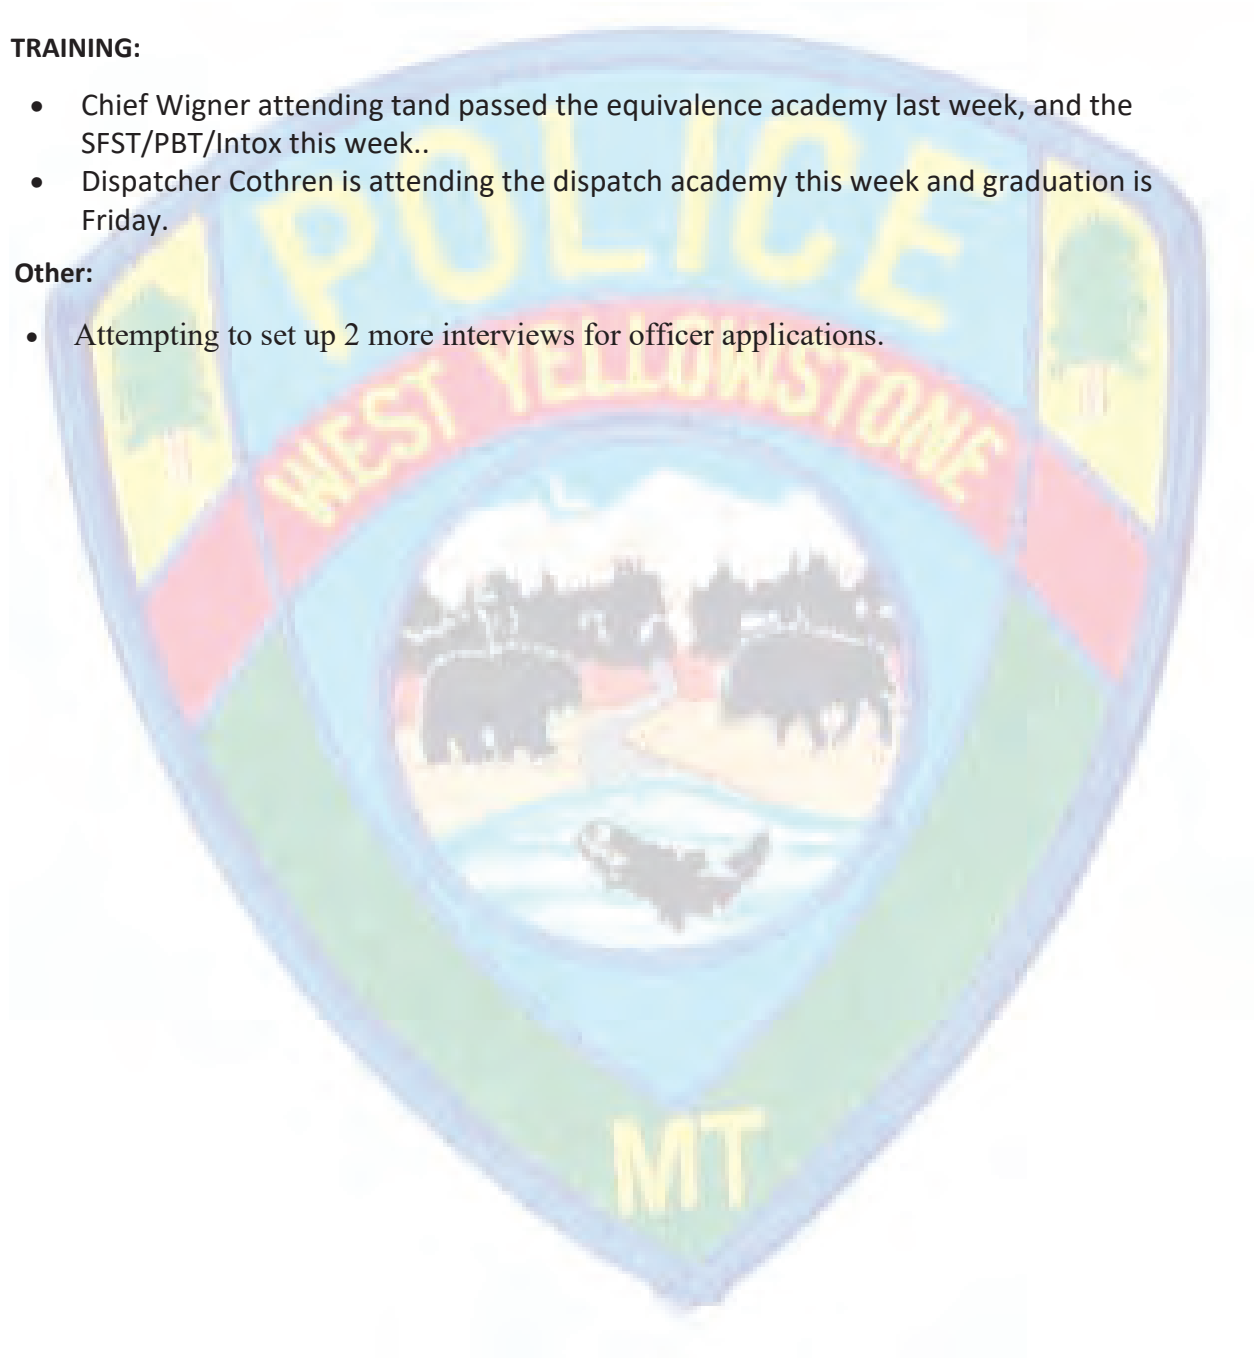 TRAINING:
• Chief Wigner attending tand passed the equivalence academy last week, and the
SFST/PBT/Intox this week..
• Dispatcher Cothren is attending the dispatch academy this week and graduation is
Friday.
Other:
• Attempting to set up 2 more interviews for officer applications.
POLICE
WEST YELLOWSTONE
MT